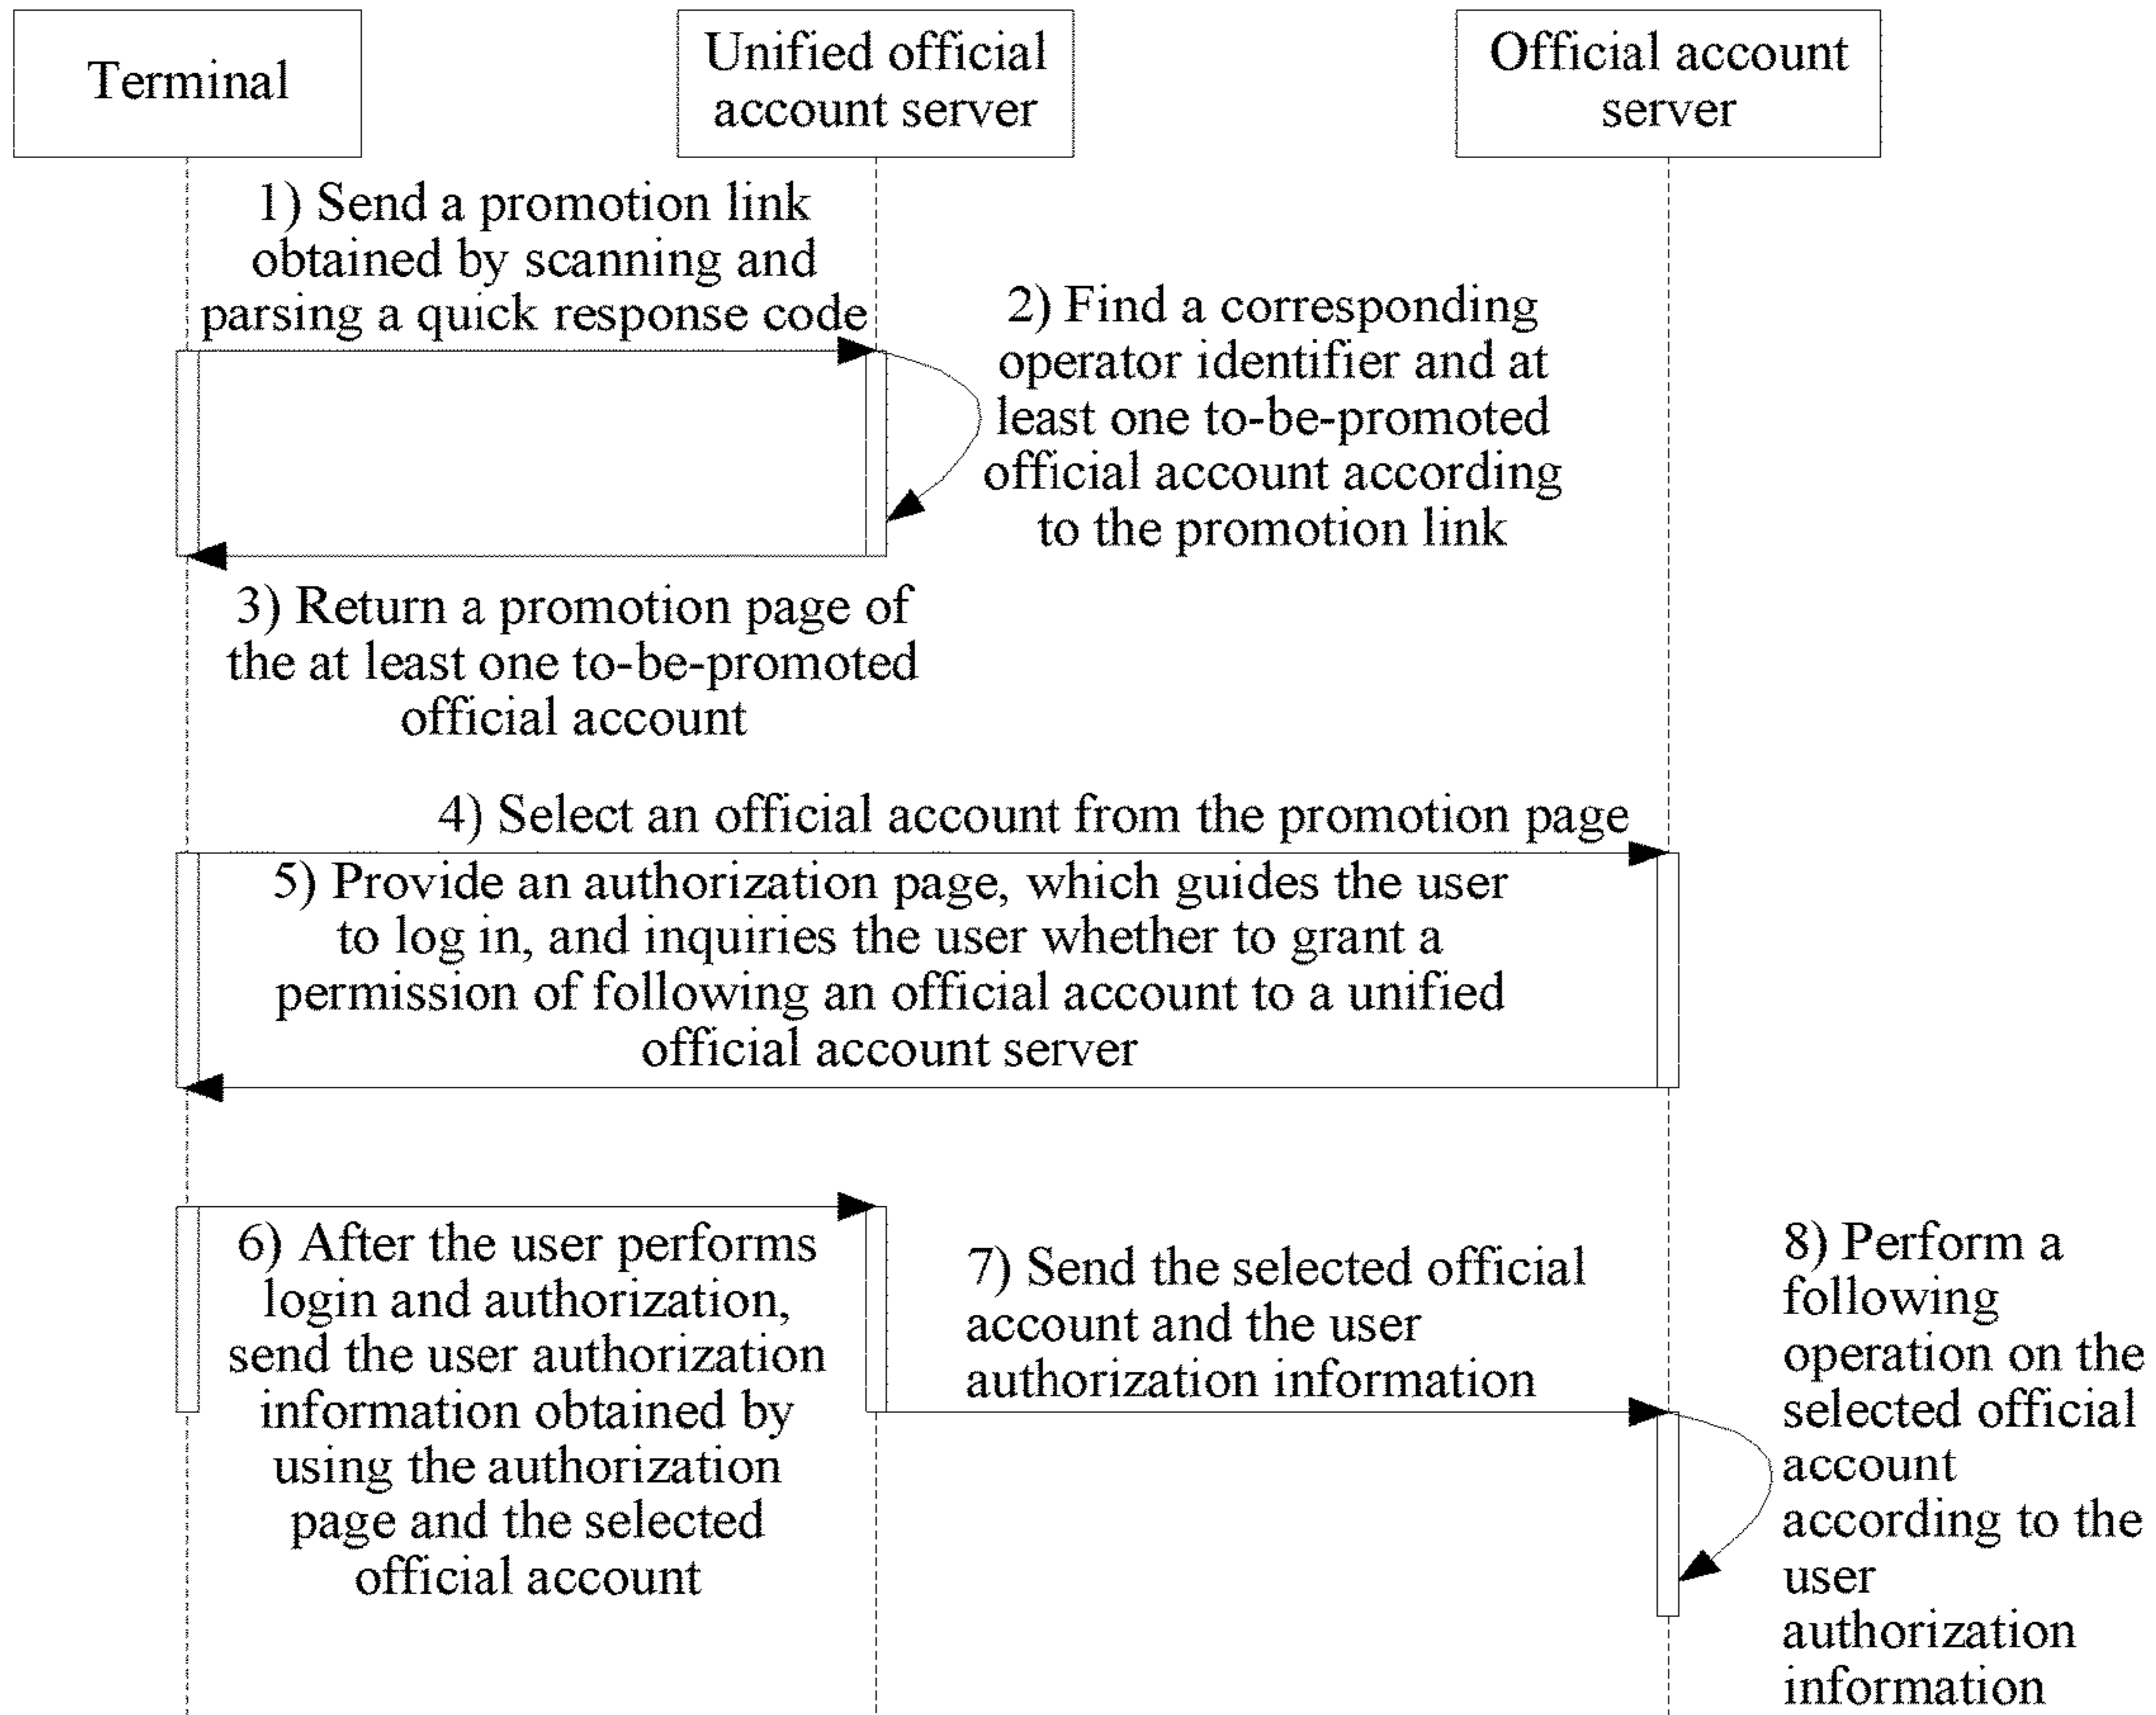 Terminal
Unified official
account server
Official account
server
1) Send a promotion link
obtained by scanning and
parsing a quick response code
2) Find a corresponding
operator identifier and at
least one to-be-promoted
official account according
to the promotion link
3) Return a promotion page of
the at least one to-be-promoted
official account
4) Select an official account from the promotion page
5) Provide an authorization page, which guides the user
to log in, and inquiries the user whether to grant a
permission of following an official account to a unified
official account server
6) After the user performs
login and authorization,
send the user authorization
information obtained by
using the authorization
page and the selected
official account
7) Send the selected official
account and the user
authorization information
8) Perform a
following
operation on the
selected official
account
according to the
user
authorization
information